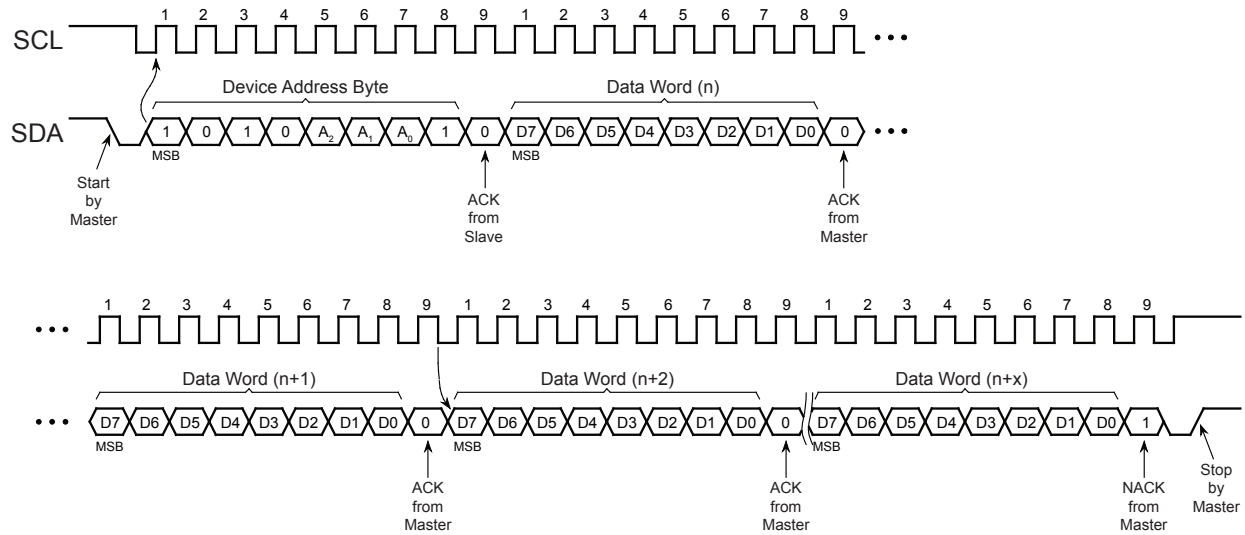 1 2 3 4 5 6 7 8 9 1 2 3 4 5 6 7 8 9
SCL
Device Address Byte Data Word (n)
SDA 1 0 1 0 A2 A1 A0 1 0 D7 D6 D5 D4 D3 D2 D1 D0 0
MSB MSB
Start
by
Master
ACK
from
Slave
ACK
from
Master
1 2 3 4 5 6 7 8 9 1 2 3 4 5 6 7 8 9 1 2 3 4 5 6 7 8 9
Data Word (n+1) Data Word (n+2) Data Word (n+x)
D7 D6 D5 D4 D3 D2 D1 D0 0 D7 D6 D5 D4 D3 D2 D1 D0 0 D7 D6 D5 D4 D3 D2 D1 D0 1
MSB MSB MSB
ACK
from
Master
ACK
from
Master
NACK
from
Master
Stop
by
Master